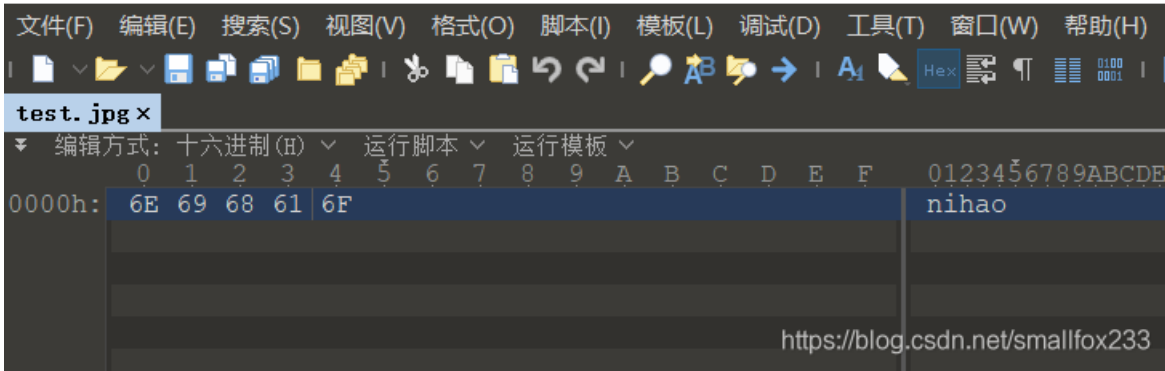 文件(F) 编辑(E) 搜索(S) 视图(V) 格式(O) 脚本(I) 模板(L) 调试(D) 工具(T) 窗口(W) 帮助(H)
A B A Hex 0100 0001
test.jpg ×
编辑方式: 十六进制(H) 运行脚本 运行模板
0 1 2 3 4 5 6 7 8 9 A B C D E F 0123456789ABCDE
0000h: 6E 69 68 61 6F nihao
https://blog.csdn.net/smallfox233